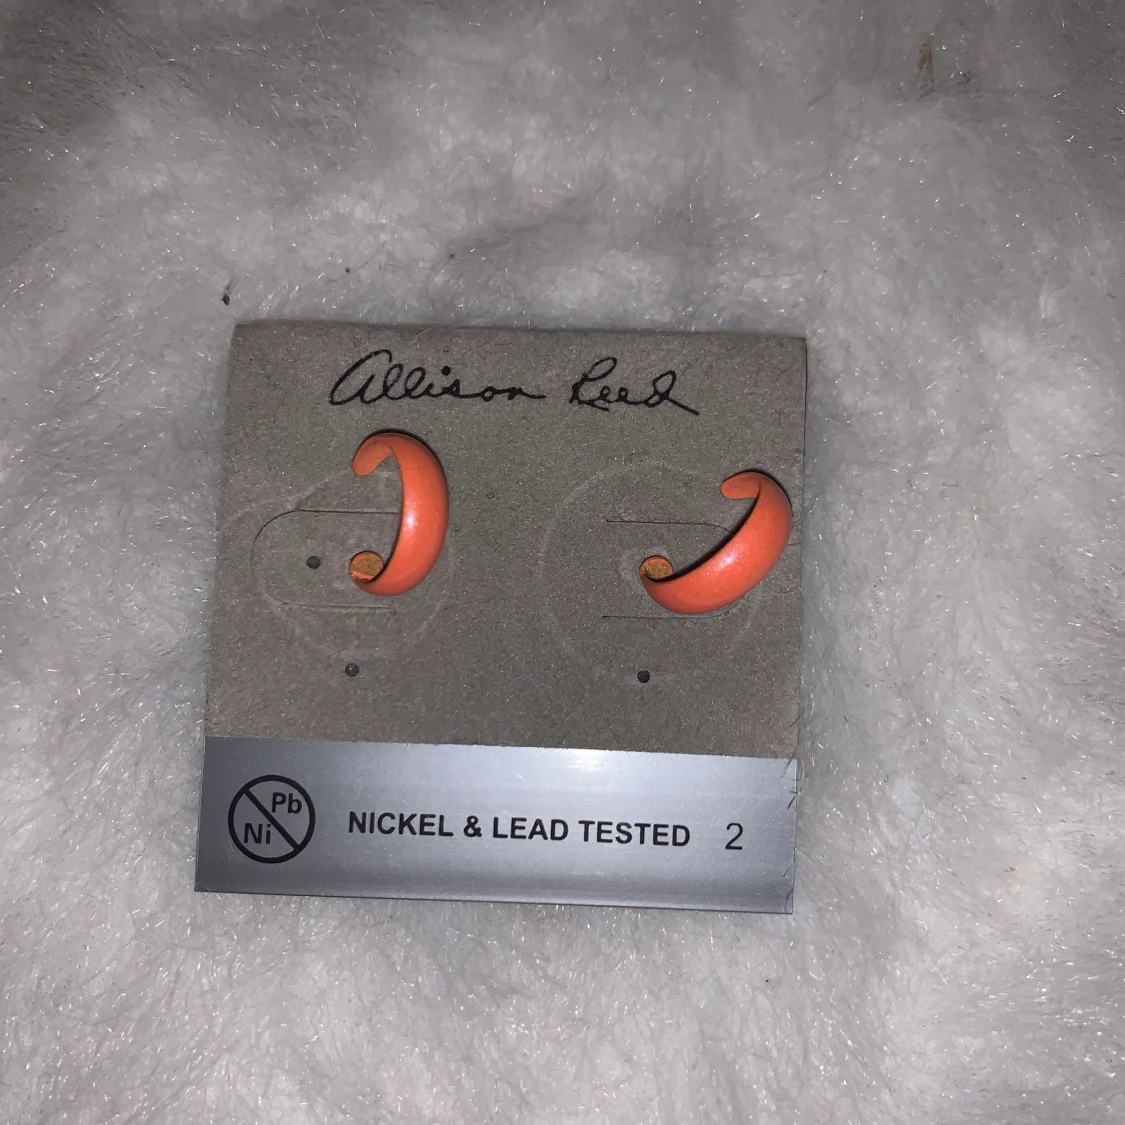 Allison Reed
Pb
Ni
NICKEL & LEAD TESTED 2